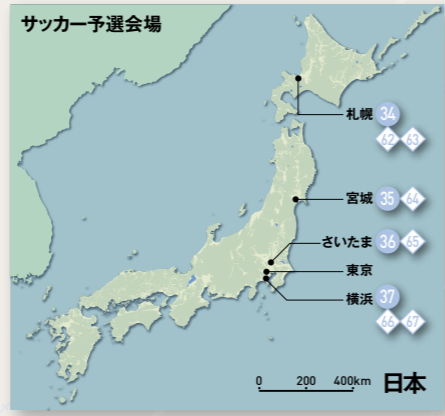 サッカー予選会場
札幌 34
62 63
宮城 35 64
さいたま 36 65
東京
横浜 37
66 67
0 200 400km
日本